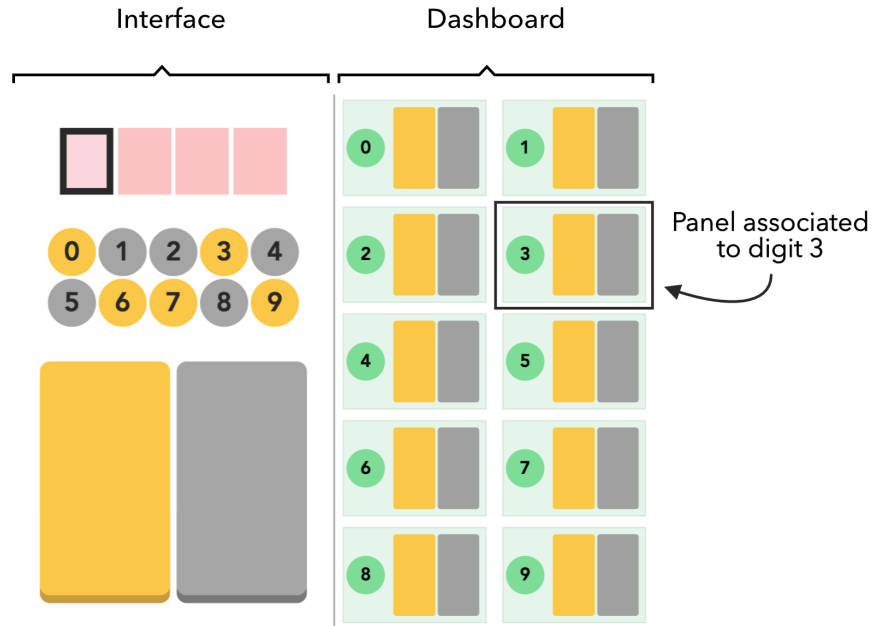 Interface
Dashboard
0 1 2 3 4
5 6 7 8 9
0 1
2 3
4 5
6 7
8 9
Panel associated
to digit 3